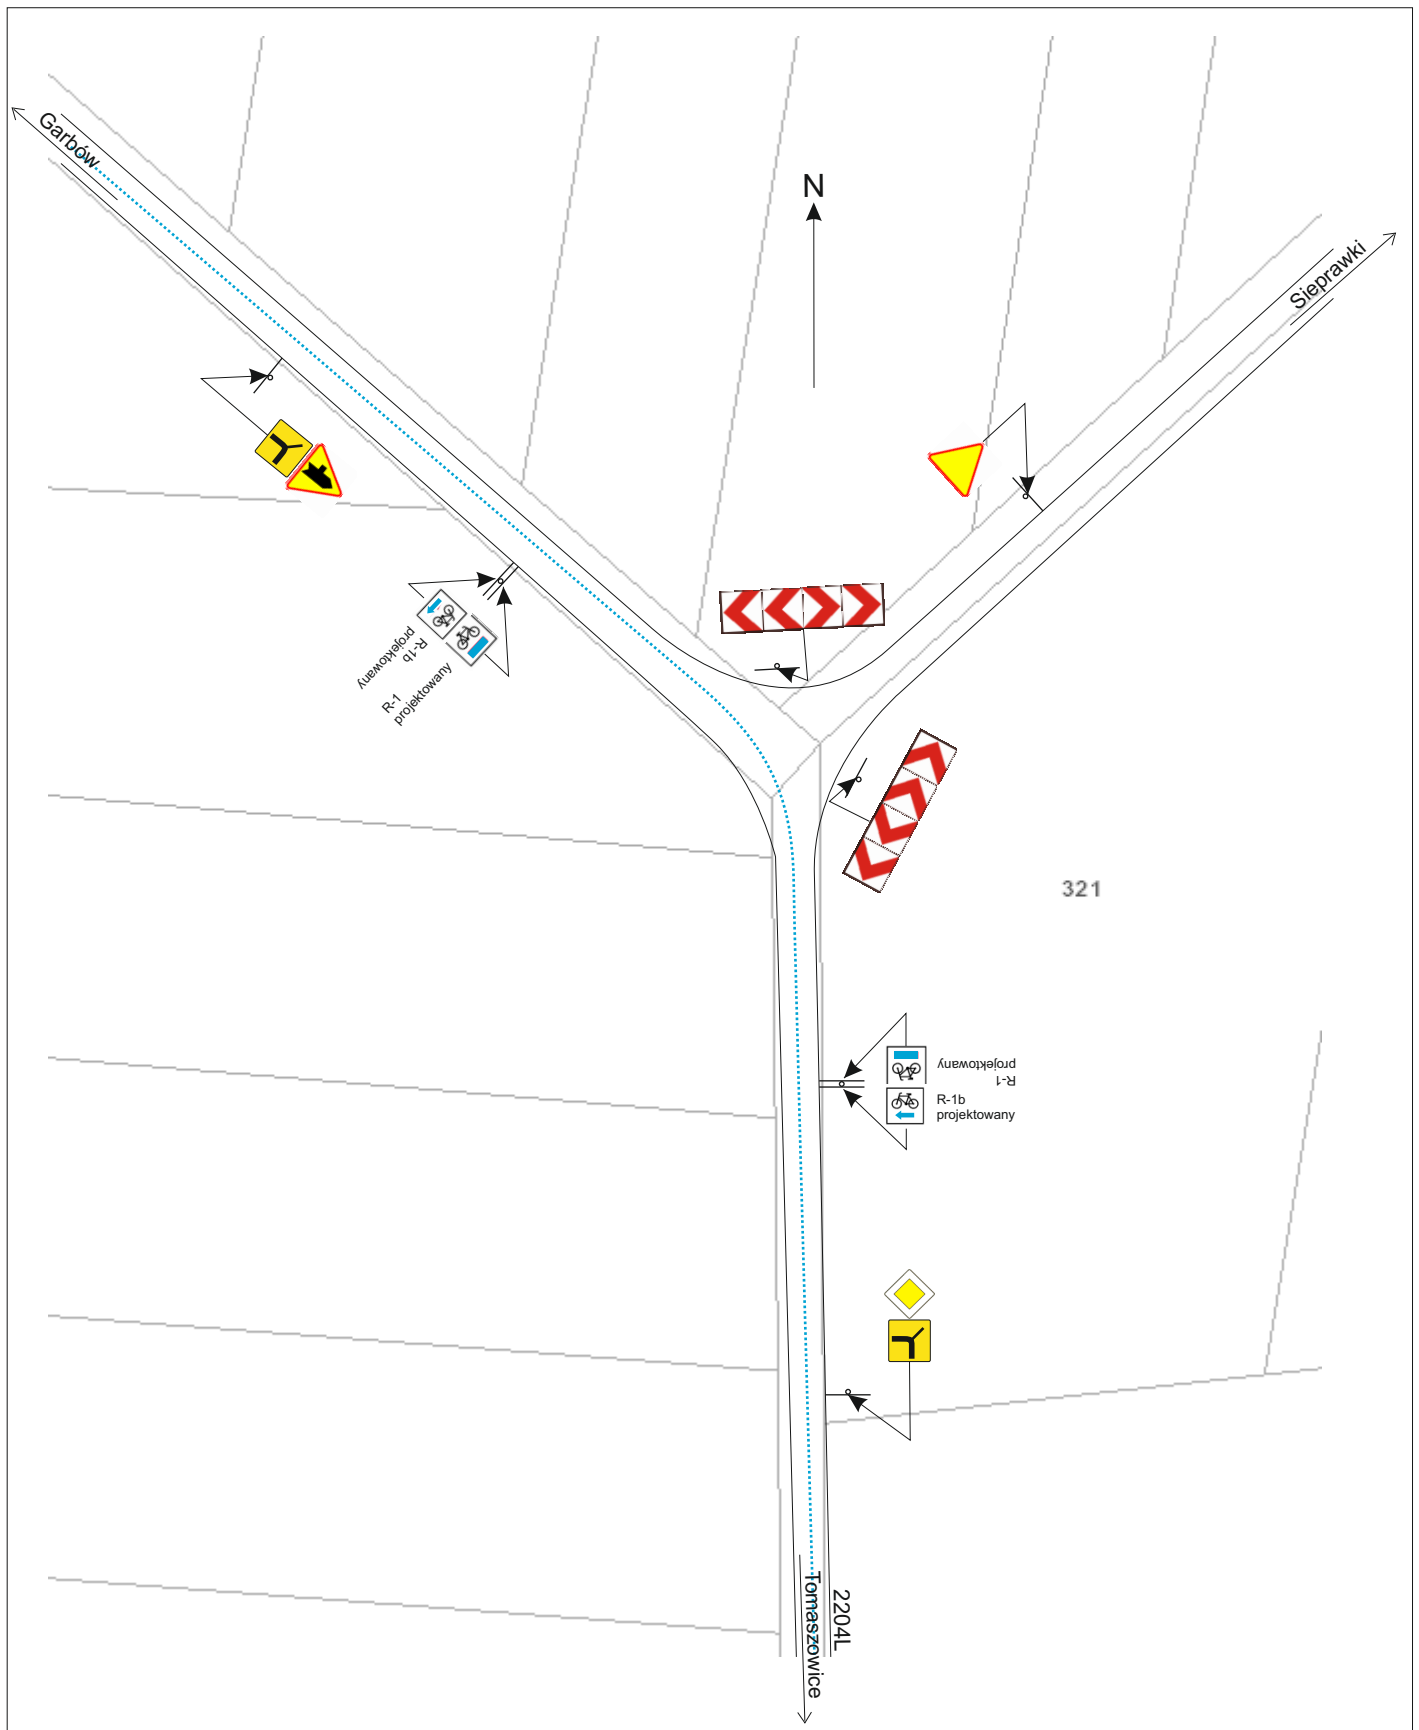 Garbów
N
Sieprawki
R-1b
projektowany
R-1
projektowany
321
R-1
projektowany
R-1b
projektowany
2204L
Tomaszowice